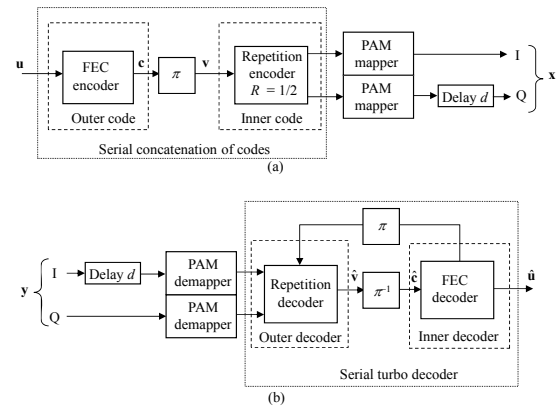 u
FEC
encoder
c
π
v
Repetition
encoder
R = 1/2
PAM
mapper
I
PAM
mapper
Delay d
Q
x
Outer code
Inner code
Serial concatenation of codes
(a)
π
y
I
Delay d
PAM
demapper
Q
PAM
demapper
Repetition
decoder
v̂
π⁻¹
ĉ
FEC
decoder
û
Outer decoder
Inner decoder
Serial turbo decoder
(b)